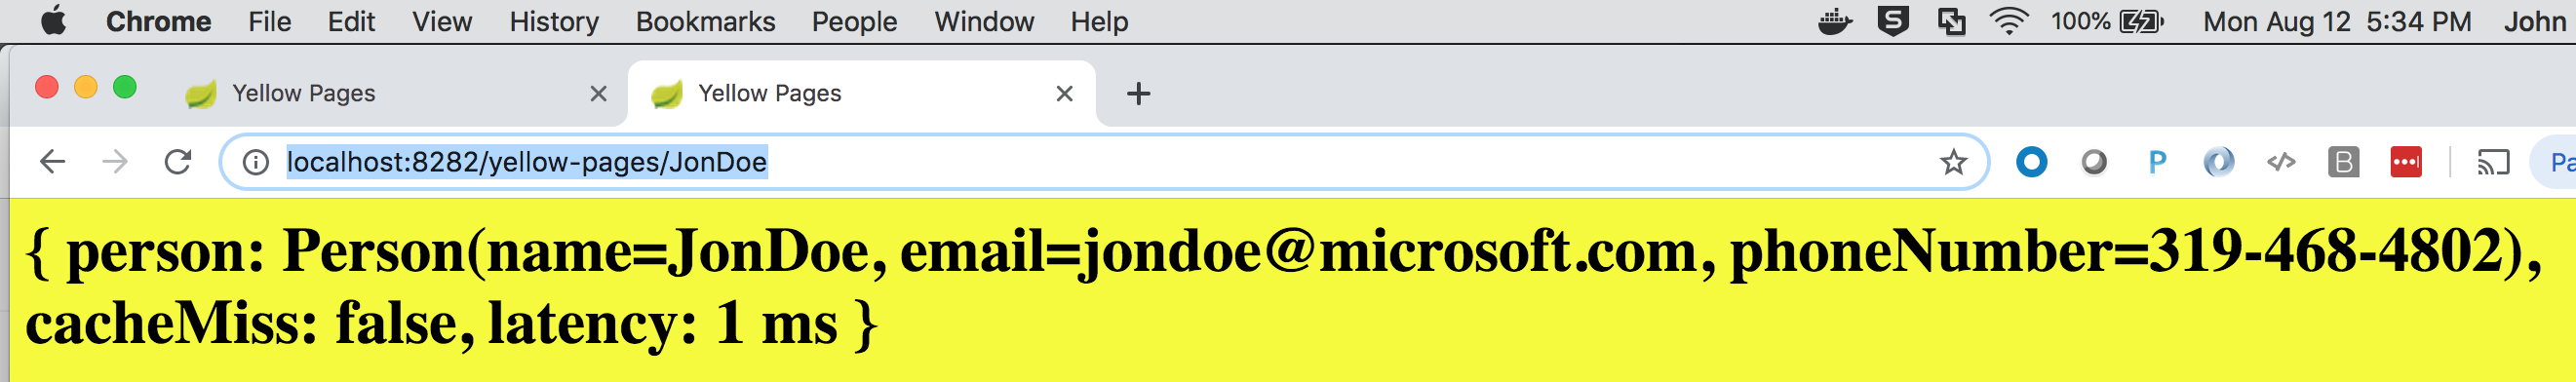 Chrome File Edit View History Bookmarks People Window Help 100% Mon Aug 12 5:34 PM John
Yellow Pages Yellow Pages
localhost:8282/yellow-pages/JonDoe P B Pa
{ person: Person(name=JonDoe, email=jondoe@microsoft.com, phoneNumber=319-468-4802),
cacheMiss: false, latency: 1 ms }